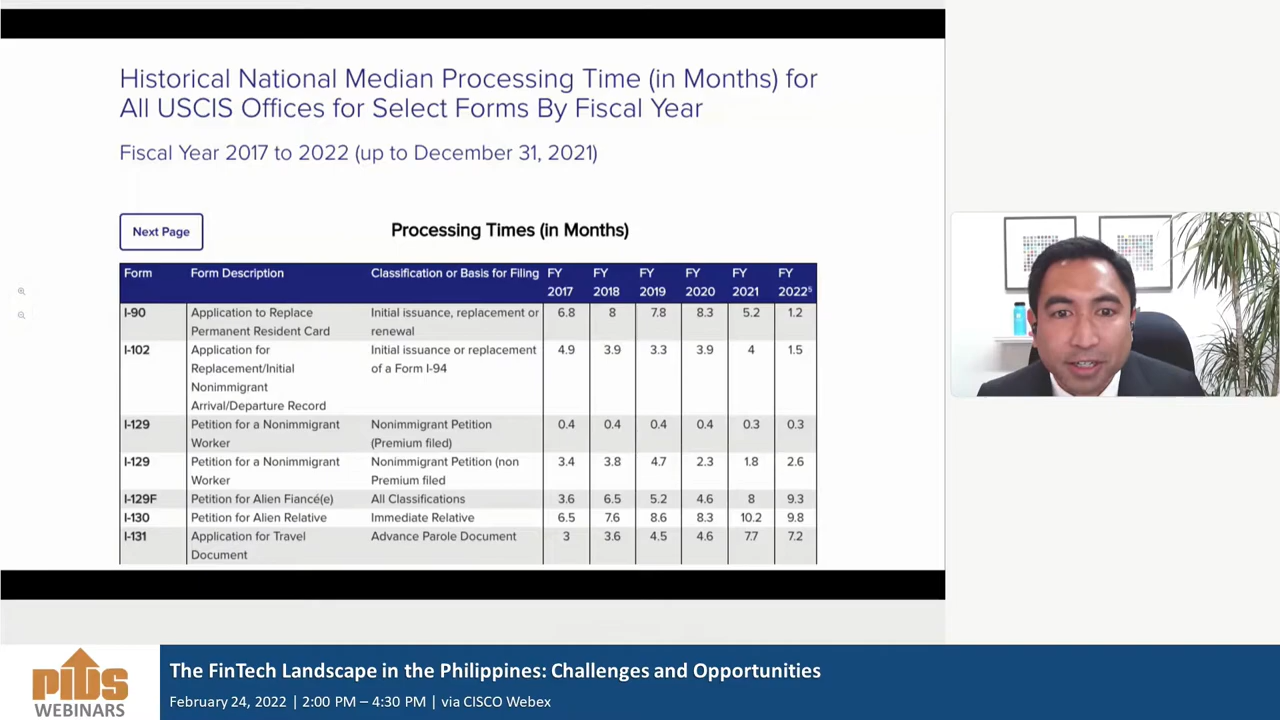 Historical National Median Processing Time (in Months) for
All USCIS Offices for Select Forms By Fiscal Year
Fiscal Year 2017 to 2022 (up to December 31, 2021)
Next Page
Processing Times (in Months)
Form Form Description Classification or Basis for Filing FY 2017 FY 2018 FY 2019 FY 2020 FY 2021 FY 2022⁵
I-90 Application to Replace Initial issuance, replacement or 6.8 8 7.8 8.3 5.2 1.2
Permanent Resident Card renewal
I-102 Application for Initial issuance or replacement 4.9 3.9 3.3 3.9 4 1.5
Replacement/Initial of a Form I-94
Nonimmigrant
Arrival/Departure Record
I-129 Petition for a Nonimmigrant Nonimmigrant Petition 0.4 0.4 0.4 0.4 0.3 0.3
Worker (Premium filed)
I-129 Petition for a Nonimmigrant Nonimmigrant Petition (non 3.4 3.8 4.7 2.3 1.8 2.6
Worker Premium filed
I-129F Petition for Alien Fiancé(e) All Classifications 3.6 6.5 5.2 4.6 8 9.3
I-130 Petition for Alien Relative Immediate Relative 6.5 7.6 8.6 8.3 10.2 9.8
I-131 Application for Travel Advance Parole Document 3 3.6 4.5 4.6 7.7 7.2
Document
PIDS
WEBINARS
The FinTech Landscape in the Philippines: Challenges and Opportunities
February 24, 2022 | 2:00 PM – 4:30 PM | via CISCO Webex